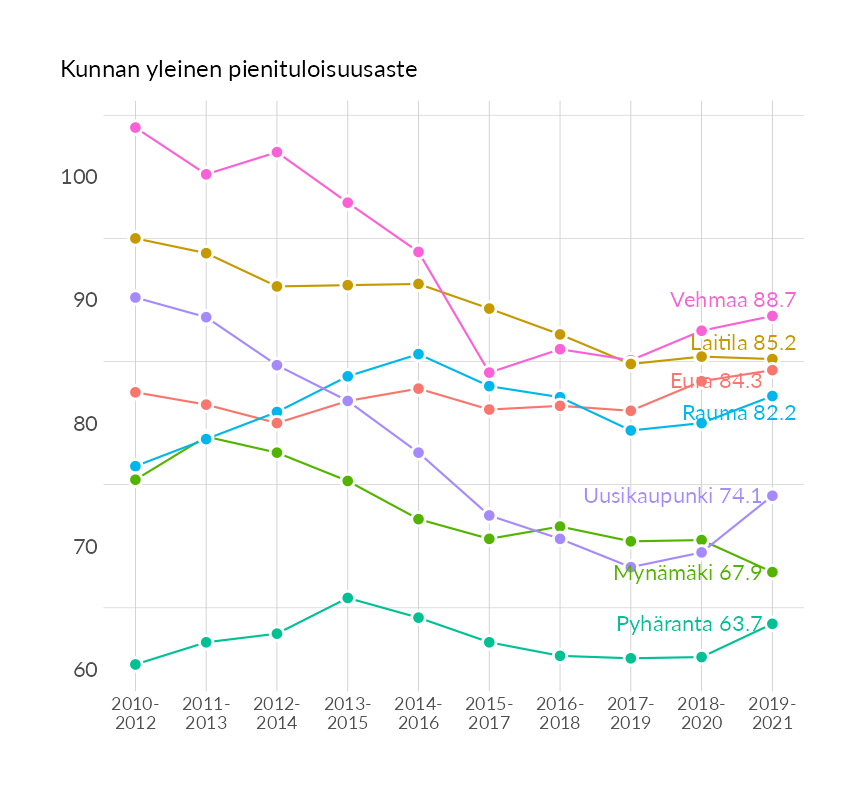 Kunnan yleinen pienituloisuusaste
100
90
80
70
60
Vehmaa 88.7
Laitila 85.2
Eura 84.3
Rauma 82.2
Uusikaupunki 74.1
Mynämäki 67.9
Pyhäranta 63.7
2010- 2011- 2012- 2013- 2014- 2015- 2016- 2017- 2018- 2019-
2012 2013 2014 2015 2016 2017 2018 2019 2020 2021